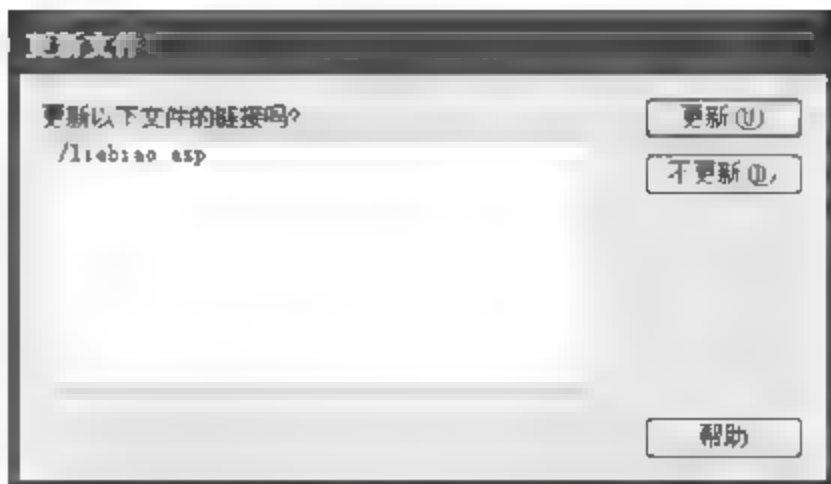 更新文件
更新以下文件的链接吗?
更新(U)
/liebiao asp
不更新(D)
帮助